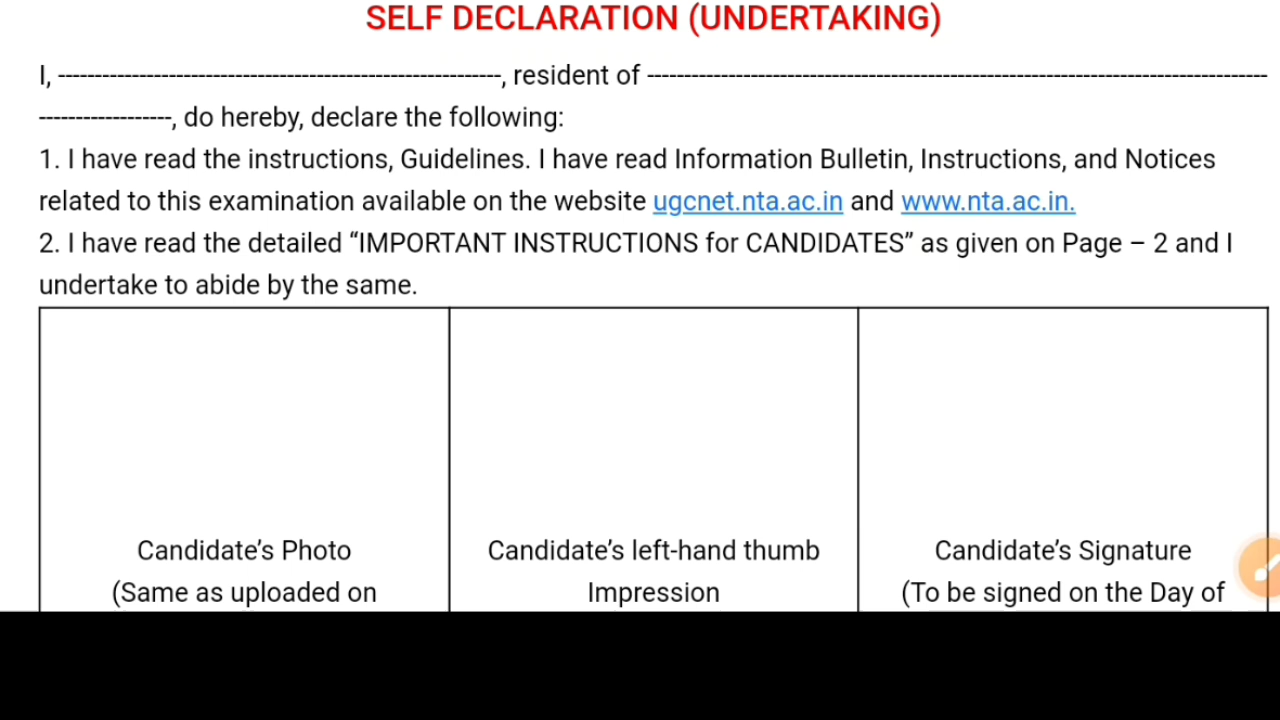 SELF DECLARATION (UNDERTAKING)
I, ------------------------------------------------------------, resident of ------------------------------------------------------------------------------------
------------------, do hereby, declare the following:
1. I have read the instructions, Guidelines. I have read Information Bulletin, Instructions, and Notices
related to this examination available on the website ugcnet.nta.ac.in and www.nta.ac.in.
2. I have read the detailed “IMPORTANT INSTRUCTIONS for CANDIDATES” as given on Page – 2 and I
undertake to abide by the same.
Candidate’s Photo
(Same as uploaded on
Candidate’s left-hand thumb
Impression
Candidate’s Signature
(To be signed on the Day of